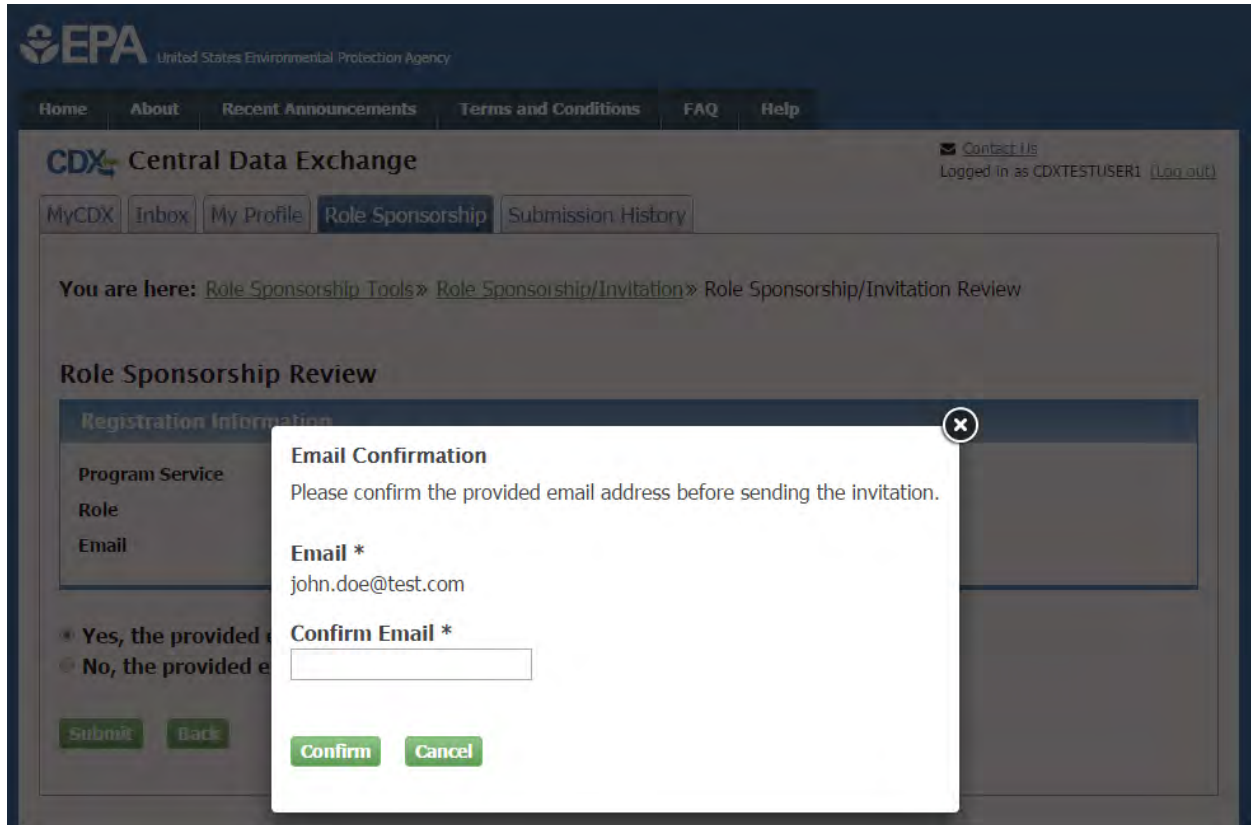 EPA United States Environmental Protection Agency
Home About Recent Announcements Terms and Conditions FAQ Help
CDX Central Data Exchange
Contact Us
Logged in as CDXTESTUSER1 (Log out)
MyCDX Inbox My Profile Role Sponsorship Submission History
You are here: Role Sponsorship Tools» Role Sponsorship/Invitation» Role Sponsorship/Invitation Review
Role Sponsorship Review
Registration Information
Program Service
Role
Email
Email Confirmation
Please confirm the provided email address before sending the invitation.
Email *
john.doe@test.com
Confirm Email *
Yes, the provided
No, the provided e
Submit Back
Confirm Cancel